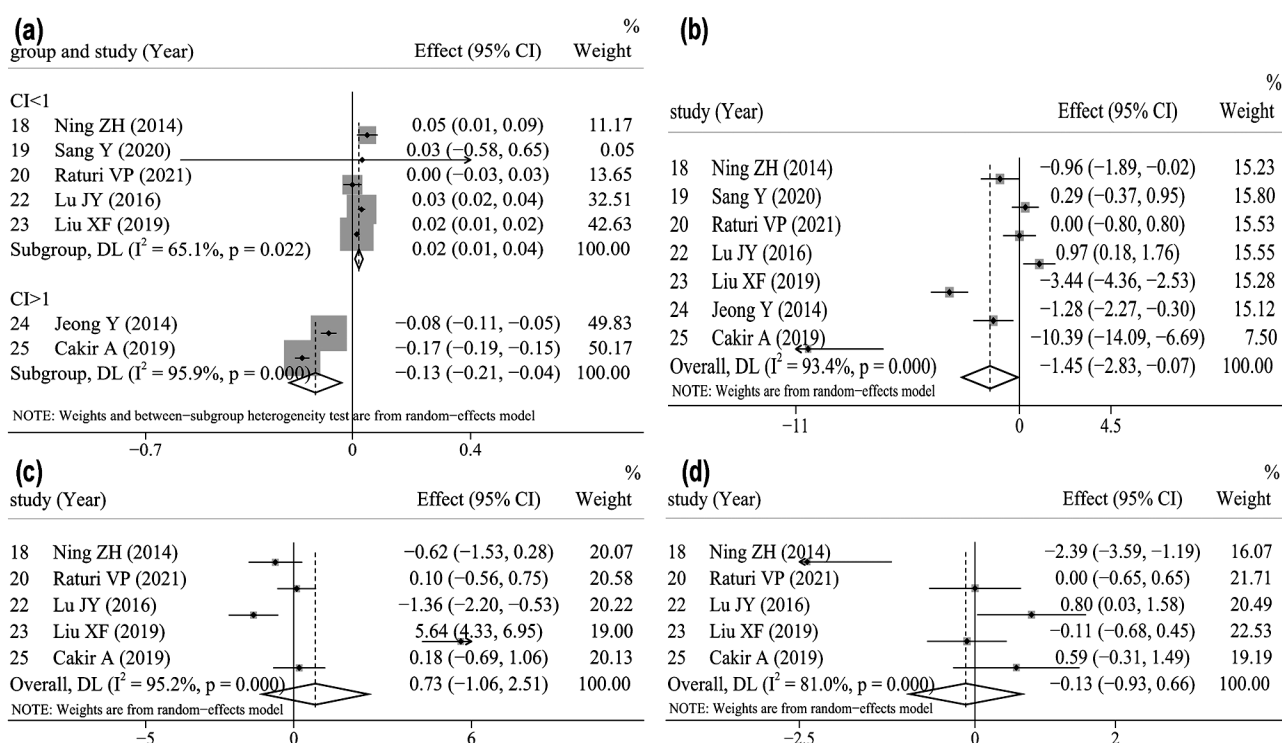 (a)
%
group and study (Year) Effect (95% CI) Weight
CI<1
18 Ning ZH (2014) 0.05 (0.01, 0.09) 11.17
19 Sang Y (2020) 0.03 (−0.58, 0.65) 0.05
20 Raturi VP (2021) 0.00 (−0.03, 0.03) 13.65
22 Lu JY (2016) 0.03 (0.02, 0.04) 32.51
23 Liu XF (2019) 0.02 (0.01, 0.02) 42.63
Subgroup, DL (I² = 65.1%, p = 0.022) 0.02 (0.01, 0.04) 100.00
CI>1
24 Jeong Y (2014) −0.08 (−0.11, −0.05) 49.83
25 Cakir A (2019) −0.17 (−0.19, −0.15) 50.17
Subgroup, DL (I² = 95.9%, p = 0.000) −0.13 (−0.21, −0.04) 100.00
NOTE: Weights and between−subgroup heterogeneity test are from random−effects model
−0.7 0 0.4
(b)
%
study (Year) Effect (95% CI) Weight
18 Ning ZH (2014) −0.96 (−1.89, −0.02) 15.23
19 Sang Y (2020) 0.29 (−0.37, 0.95) 15.80
20 Raturi VP (2021) 0.00 (−0.80, 0.80) 15.53
22 Lu JY (2016) 0.97 (0.18, 1.76) 15.55
23 Liu XF (2019) −3.44 (−4.36, −2.53) 15.28
24 Jeong Y (2014) −1.28 (−2.27, −0.30) 15.12
25 Cakir A (2019) −10.39 (−14.09, −6.69) 7.50
Overall, DL (I² = 93.4%, p = 0.000) −1.45 (−2.83, −0.07) 100.00
NOTE: Weights are from random−effects model
−11 0 4.5
(c)
%
study (Year) Effect (95% CI) Weight
18 Ning ZH (2014) −0.62 (−1.53, 0.28) 20.07
20 Raturi VP (2021) 0.10 (−0.56, 0.75) 20.58
22 Lu JY (2016) −1.36 (−2.20, −0.53) 20.22
23 Liu XF (2019) 5.64 (4.33, 6.95) 19.00
25 Cakir A (2019) 0.18 (−0.69, 1.06) 20.13
Overall, DL (I² = 95.2%, p = 0.000) 0.73 (−1.06, 2.51) 100.00
NOTE: Weights are from random−effects model
−5 0 6
(d)
%
study (Year) Effect (95% CI) Weight
18 Ning ZH (2014) −2.39 (−3.59, −1.19) 16.07
20 Raturi VP (2021) 0.00 (−0.65, 0.65) 21.71
22 Lu JY (2016) 0.80 (0.03, 1.58) 20.49
23 Liu XF (2019) −0.11 (−0.68, 0.45) 22.53
25 Cakir A (2019) 0.59 (−0.31, 1.49) 19.19
Overall, DL (I² = 81.0%, p = 0.000) −0.13 (−0.93, 0.66) 100.00
NOTE: Weights are from random−effects model
−2.5 0 2